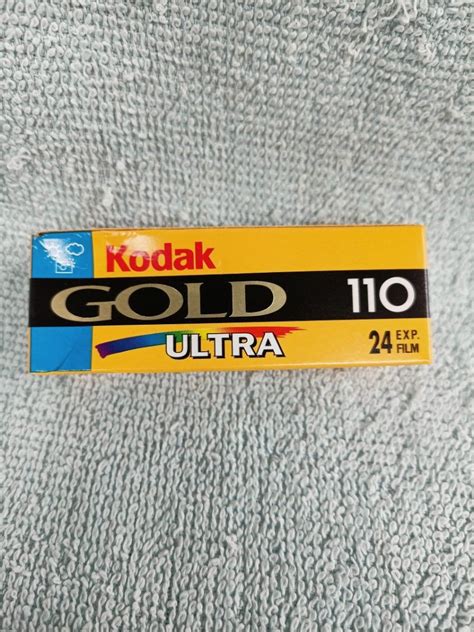 Kodak
GOLD 110
ULTRA 24 EXP. FILM